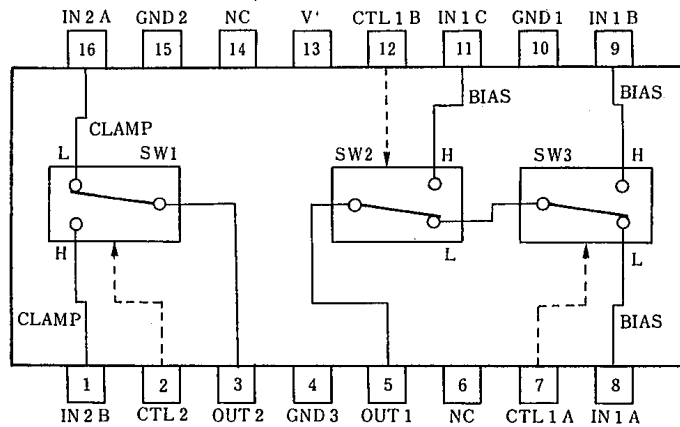 IN 2 A GND 2 NC V⁺ CTL 1 B IN 1 C GND 1 IN 1 B
16 15 14 13 12 11 10 9
BIAS BIAS
CLAMP
L SW1 SW2 H SW3 H
H L L
CLAMP BIAS
1 2 3 4 5 6 7 8
IN 2 B CTL 2 OUT 2 GND 3 OUT 1 NC CTL 1 A IN 1 A